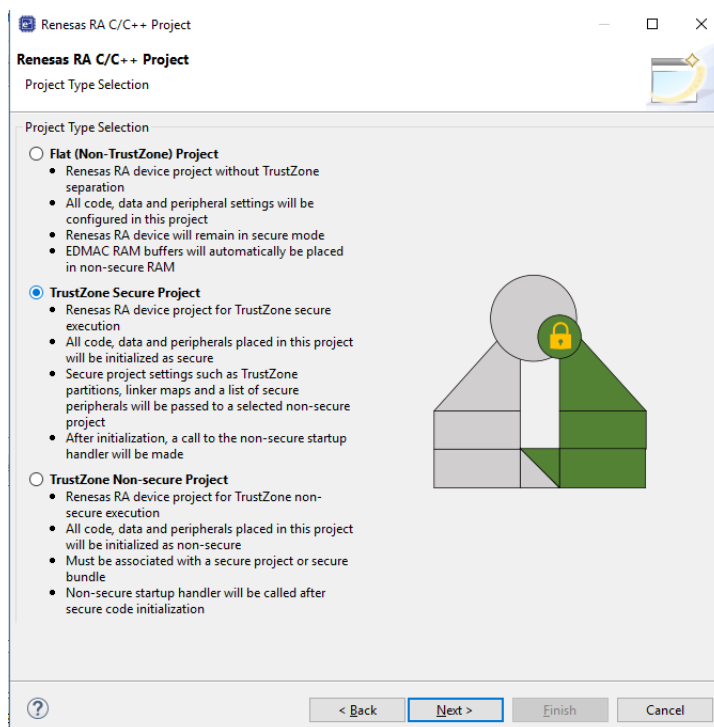 Renesas RA C/C++ Project
Renesas RA C/C++ Project
Project Type Selection
Project Type Selection
Flat (Non-TrustZone) Project
• Renesas RA device project without TrustZone
separation
• All code, data and peripheral settings will be
configured in this project
• Renesas RA device will remain in secure mode
• EDMAC RAM buffers will automatically be placed
in non-secure RAM
TrustZone Secure Project
• Renesas RA device project for TrustZone secure
execution
• All code, data and peripherals placed in this project
will be initialized as secure
• Secure project settings such as TrustZone
partitions, linker maps and a list of secure
peripherals will be passed to a selected non-secure
project
• After initialization, a call to the non-secure startup
handler will be made
TrustZone Non-secure Project
• Renesas RA device project for TrustZone non-
secure execution
• All code, data and peripherals placed in this project
will be initialized as non-secure
• Must be associated with a secure project or secure
bundle
• Non-secure startup handler will be called after
secure code initialization
? < Back Next > Finish Cancel